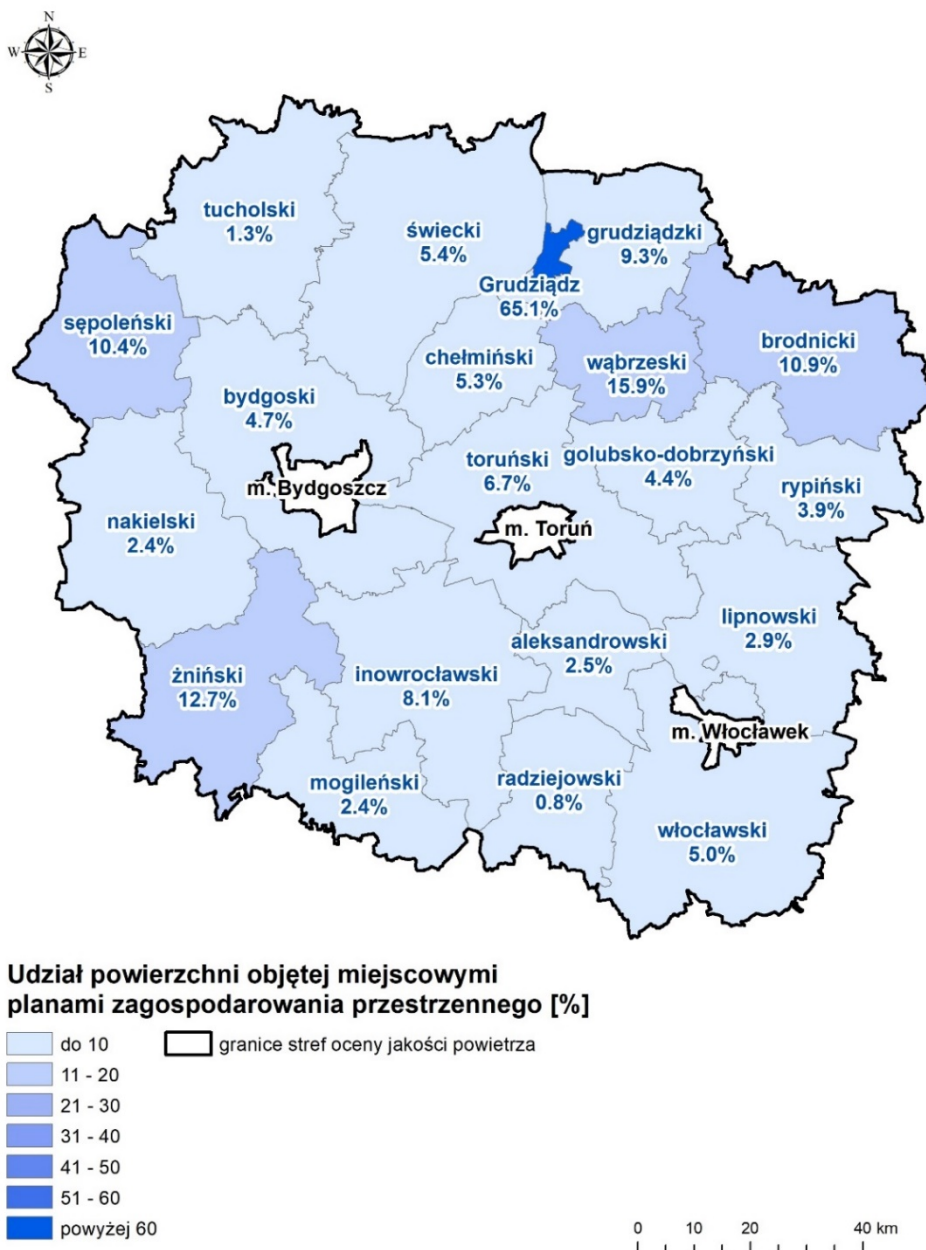 N
W E
S
tucholski
1.3%
świecki
5.4%
grudziądzki
9.3%
Grudziądz
65.1%
sępoleński
10.4%
brodnicki
10.9%
chełmiński
5.3%
wąbrzeski
15.9%
bydgoski
4.7%
toruński
6.7%
golubsko-dobrzyński
4.4%
rypiński
3.9%
m. Bydgoszcz
nakielski
2.4%
m. Toruń
lipnowski
2.9%
aleksandrowski
2.5%
żniński
12.7%
inowrocławski
8.1%
m. Włocławek
mogileński
2.4%
radziejowski
0.8%
włocławski
5.0%
Udział powierzchni objętej miejscowymi
planami zagospodarowania przestrzennego [%]
do 10
granice stref oceny jakości powietrza
11 - 20
21 - 30
31 - 40
41 - 50
51 - 60
powyżej 60
0 10 20 40 km